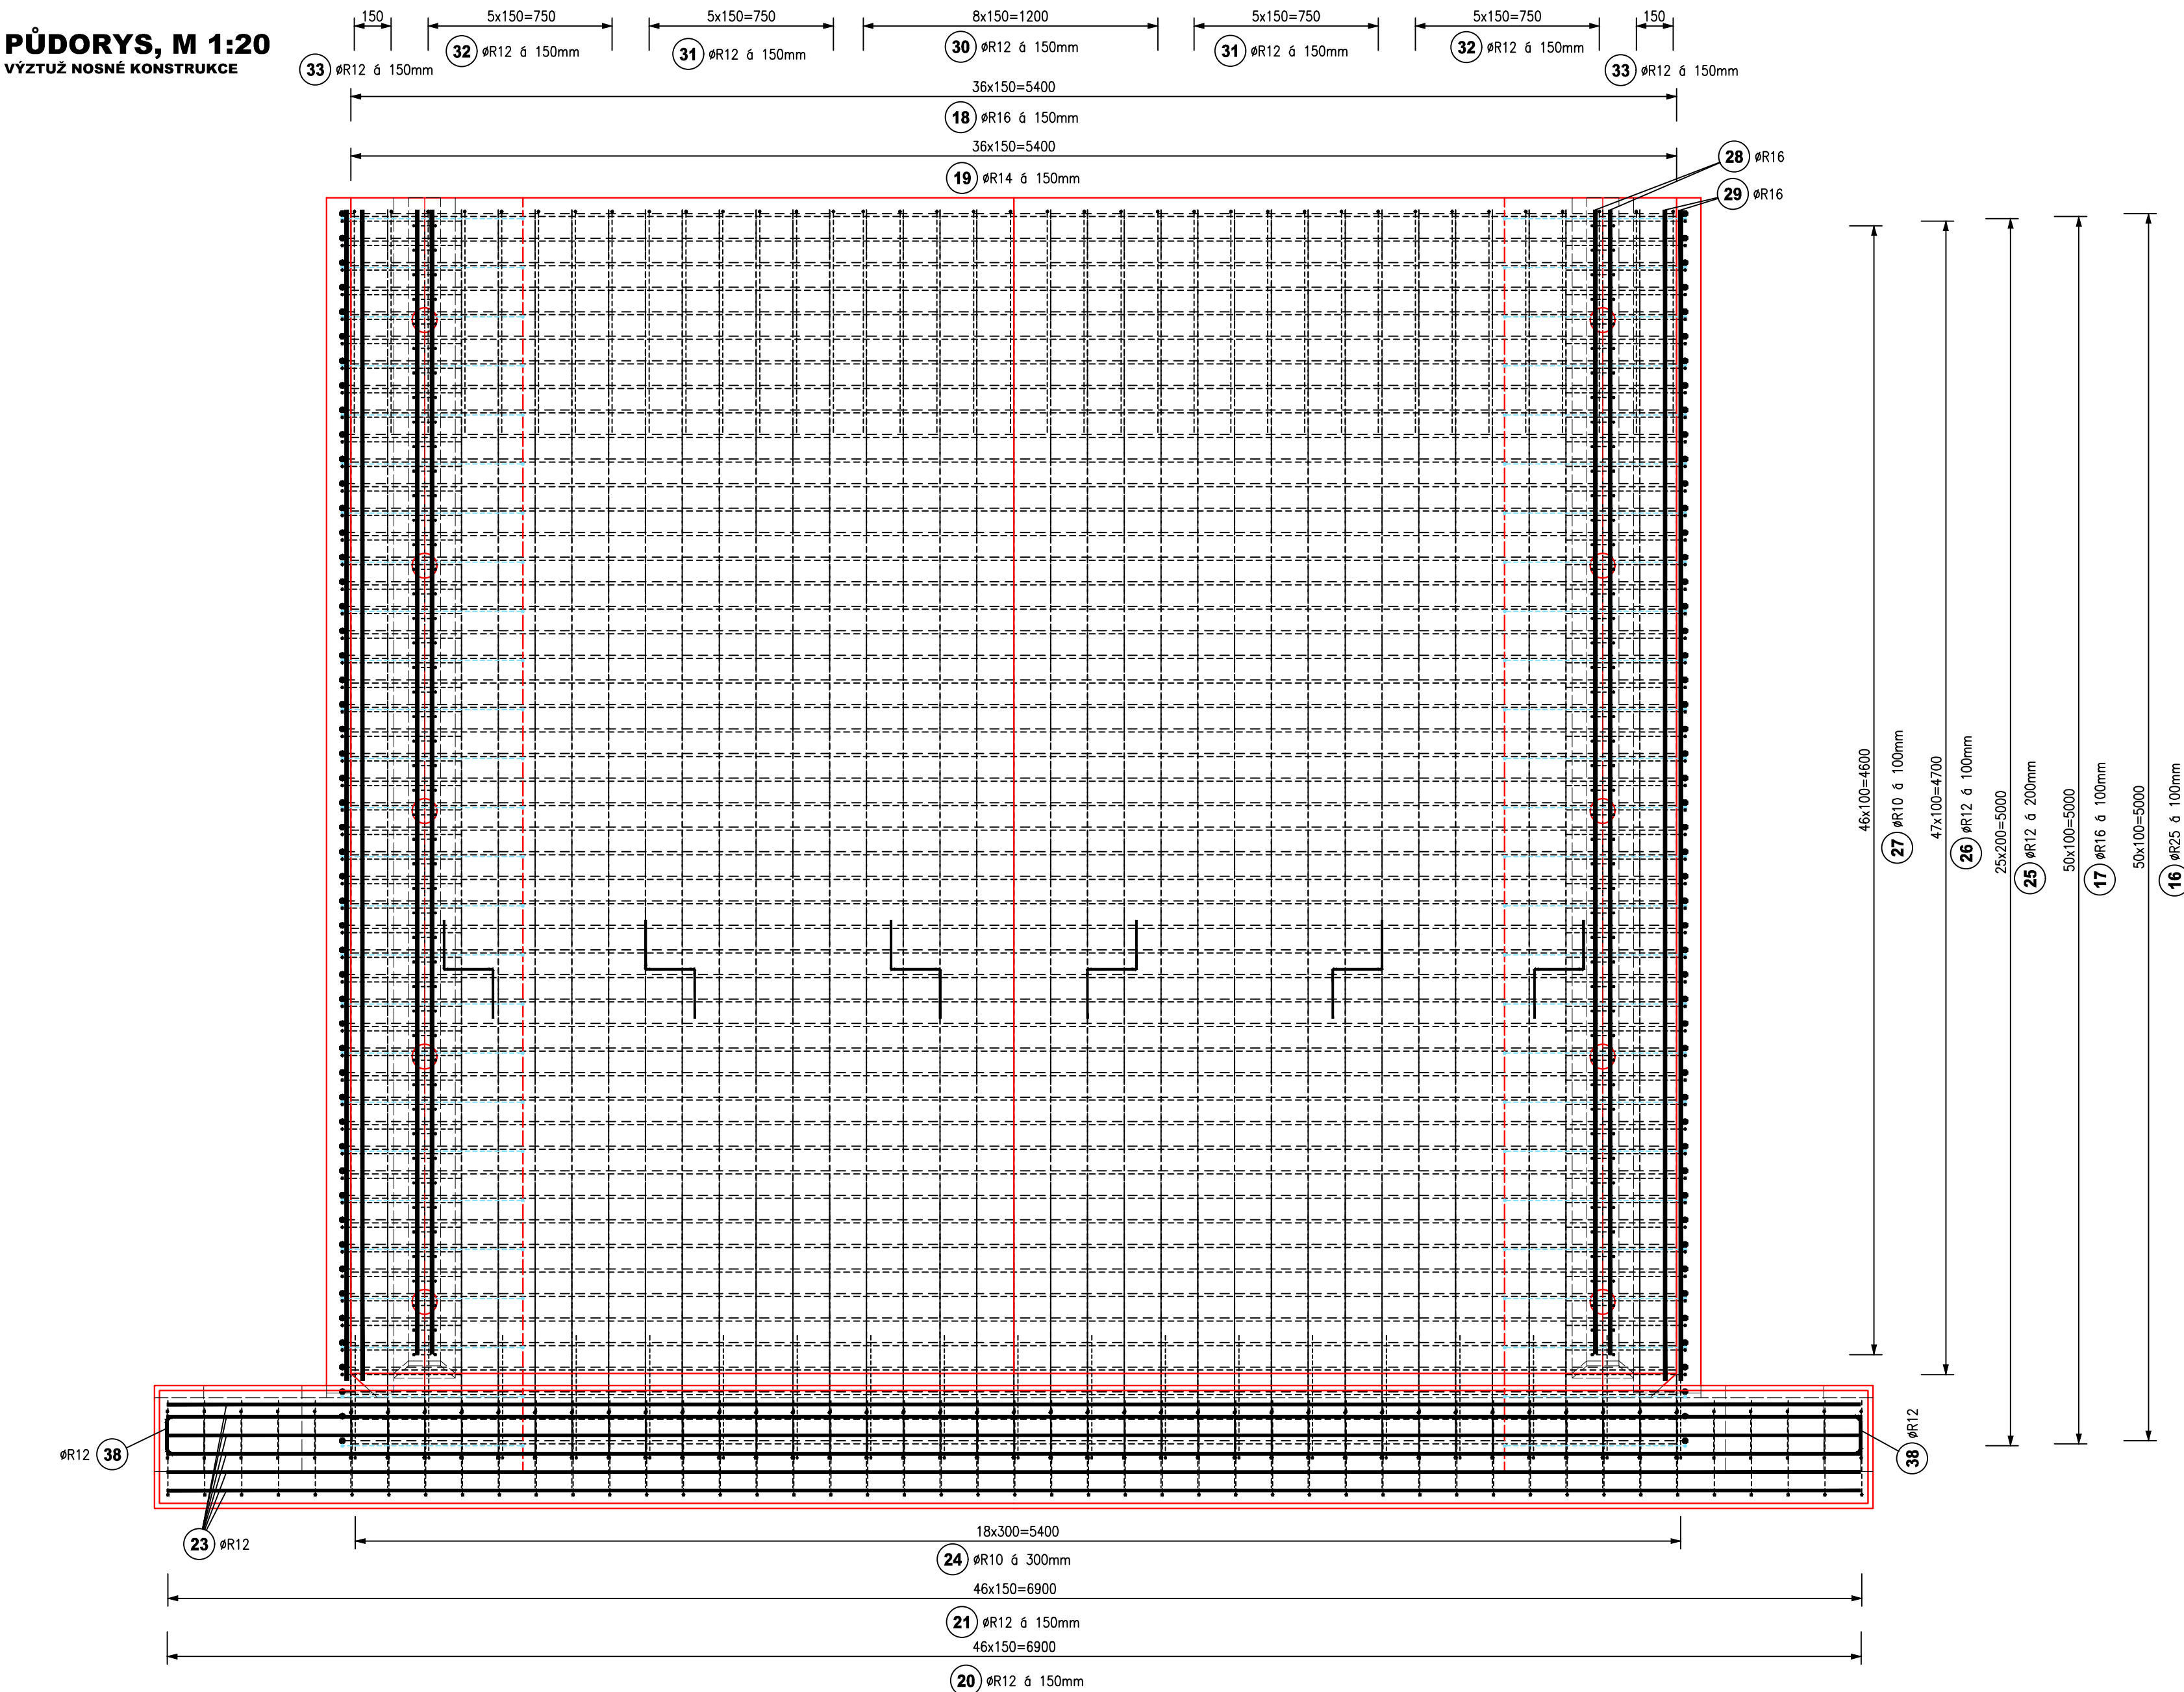 PŮDORYS, M 1:20
VÝZTUŽ NOSNÉ KONSTRUKCE
150
5x150=750
5x150=750
8x150=1200
5x150=750
5x150=750
150
33 øR12 á 150mm
32 øR12 á 150mm
31 øR12 á 150mm
30 øR12 á 150mm
31 øR12 á 150mm
32 øR12 á 150mm
33 øR12 á 150mm
36x150=5400
18 øR16 á 150mm
36x150=5400
19 øR14 á 150mm
28 øR16
29 øR16
46x100=4600
27 øR10 á 100mm
47x100=4700
26 øR12 á 100mm
25x200=5000
25 øR12 á 200mm
50x100=5000
17 øR16 á 100mm
50x100=5000
16 øR25 á 100mm
øR12 38
38 øR12
23 øR12
18x300=5400
24 øR10 á 300mm
46x150=6900
21 øR12 á 150mm
46x150=6900
20 øR12 á 150mm